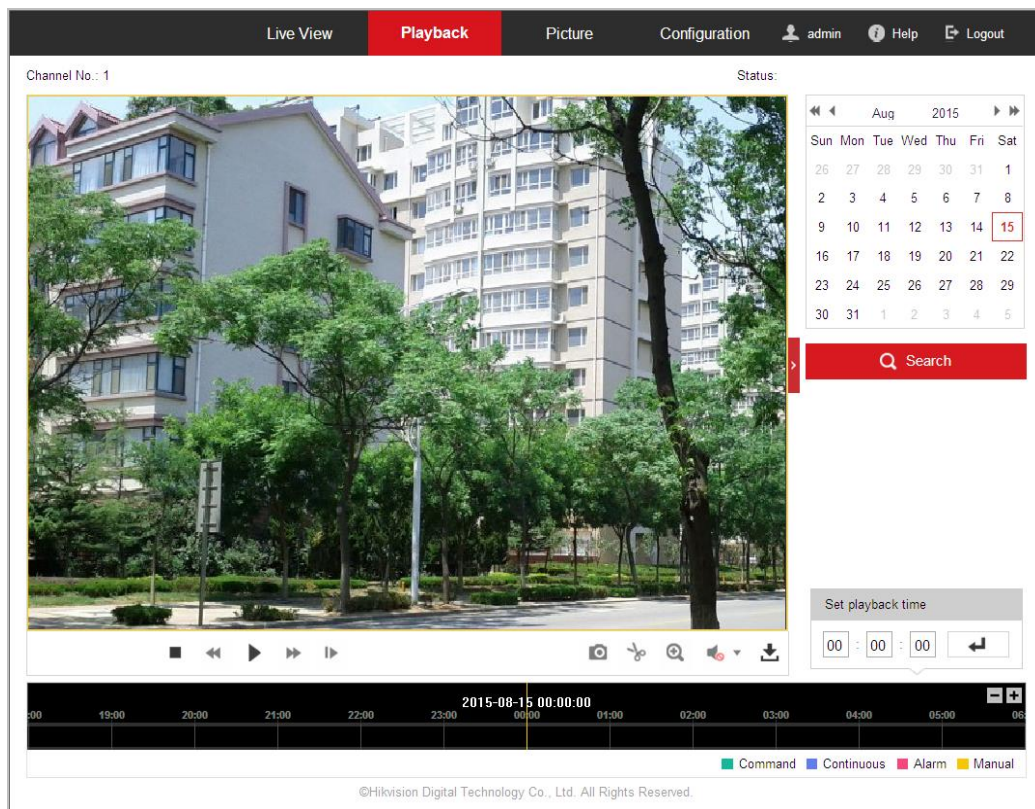 Live View Playback Picture Configuration admin Help Logout
Channel No.: 1 Status:
Aug 2015
Sun Mon Tue Wed Thu Fri Sat
26 27 28 29 30 31 1
2 3 4 5 6 7 8
9 10 11 12 13 14 15
16 17 18 19 20 21 22
23 24 25 26 27 28 29
30 31 1 2 3 4 5
Search
Set playback time
00 : 00 : 00
2015-08-15 00:00:00
:00 19:00 20:00 21:00 22:00 23:00 00:00 01:00 02:00 03:00 04:00 05:00 06:
Command Continuous Alarm Manual
©Hikvision Digital Technology Co., Ltd. All Rights Reserved.